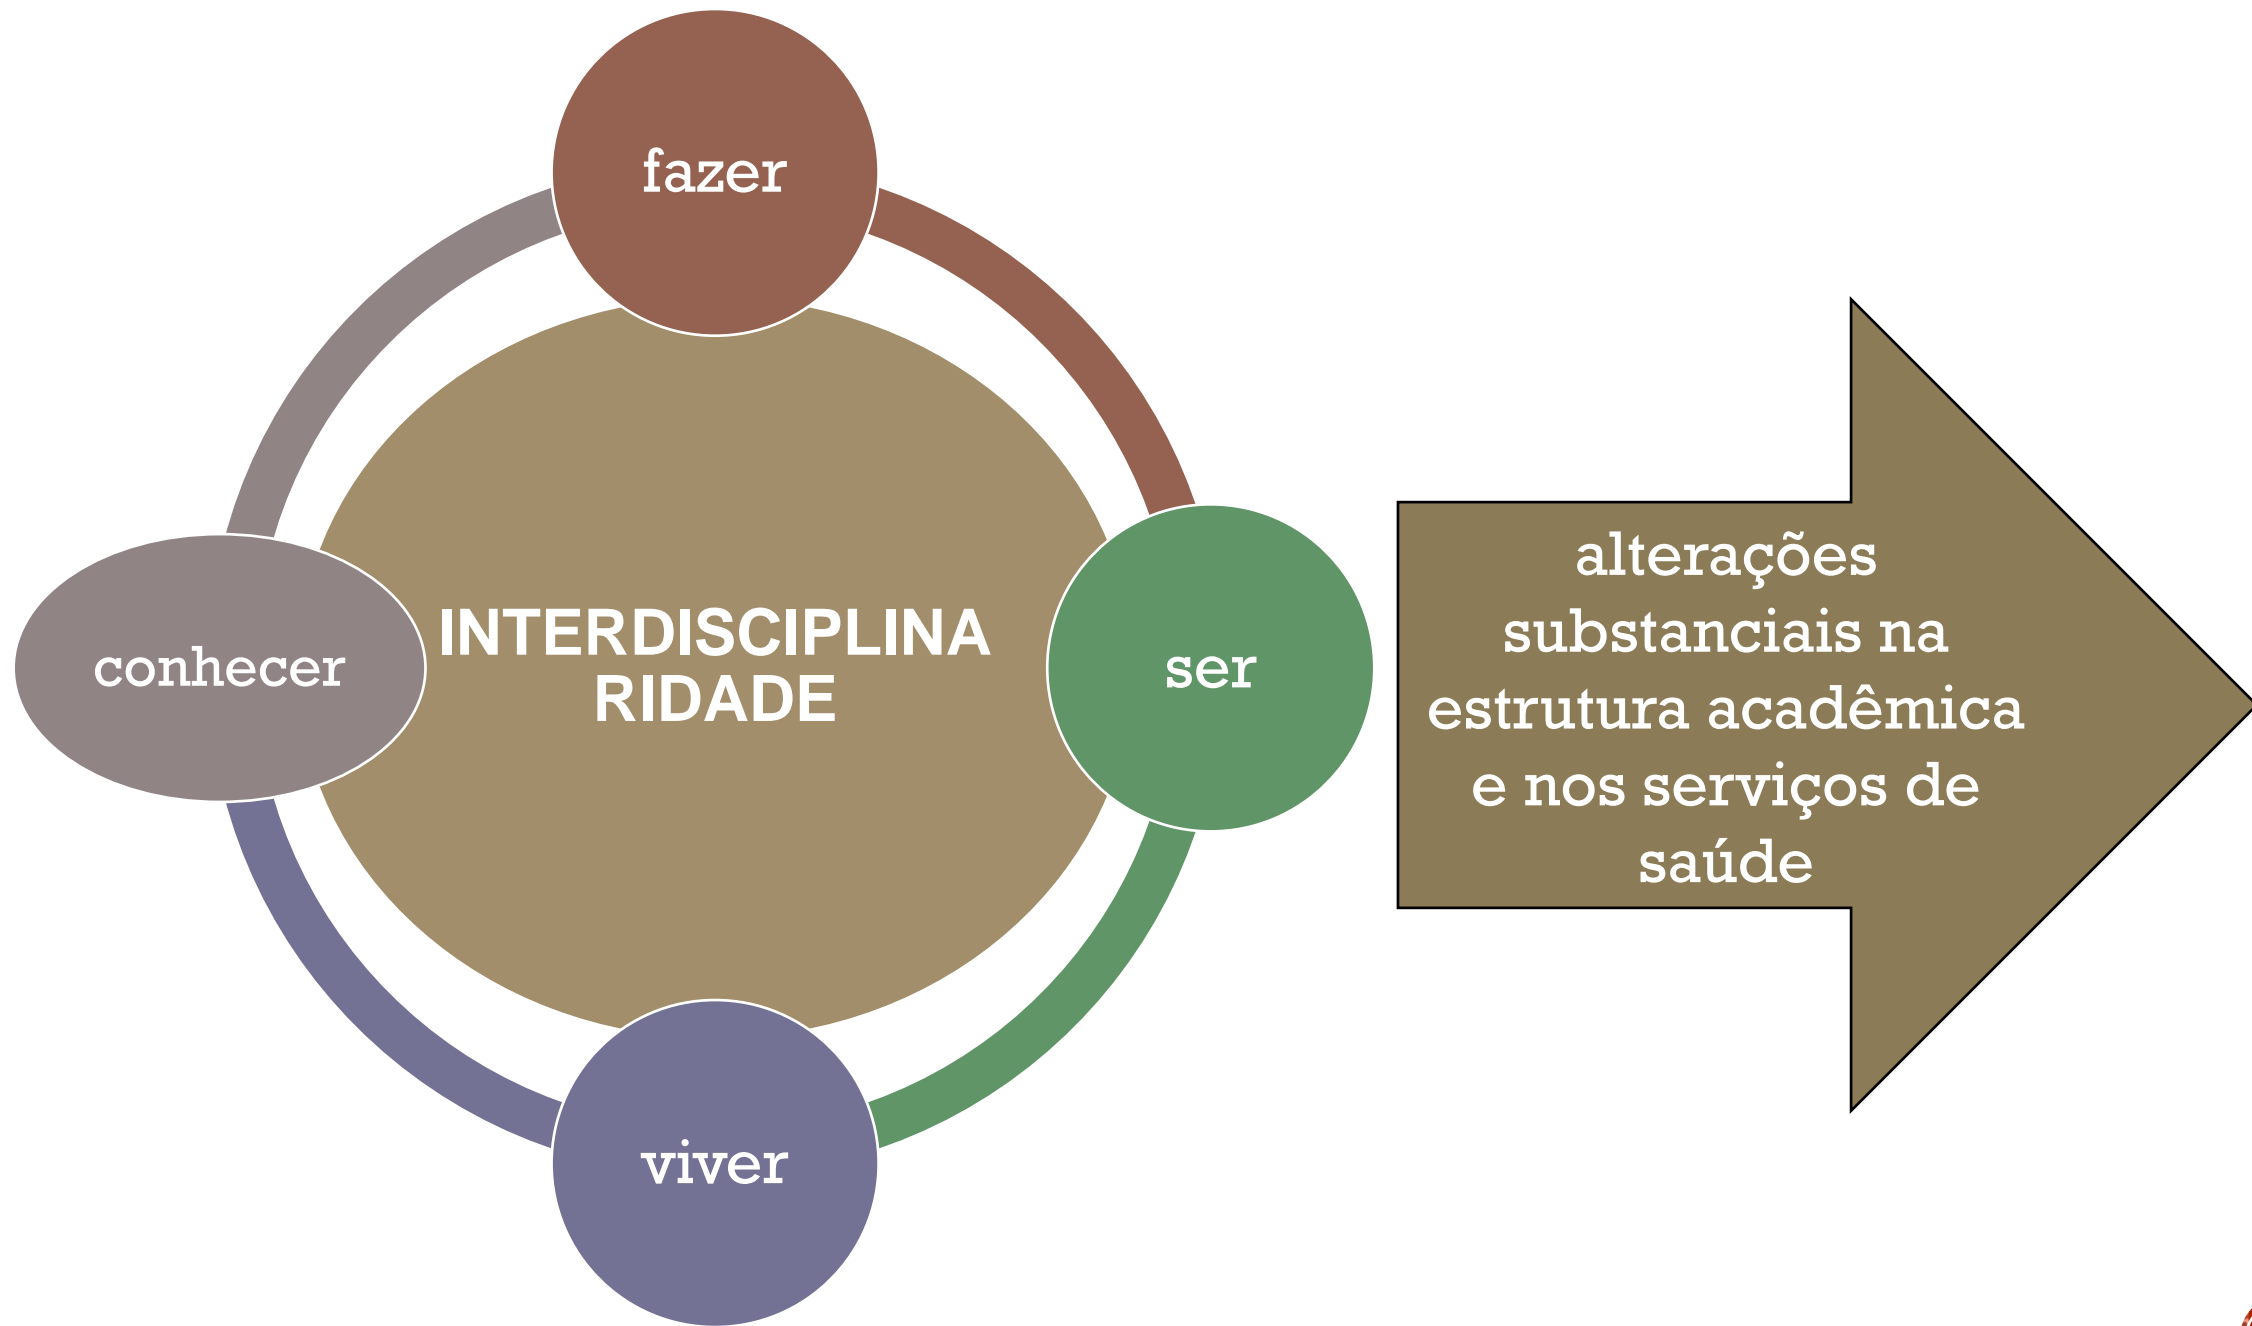 fazer
conhecer
INTERDISCIPLINA
RIDADE
ser
viver
alterações
substanciais na
estrutura acadêmica
e nos serviços de
saúde